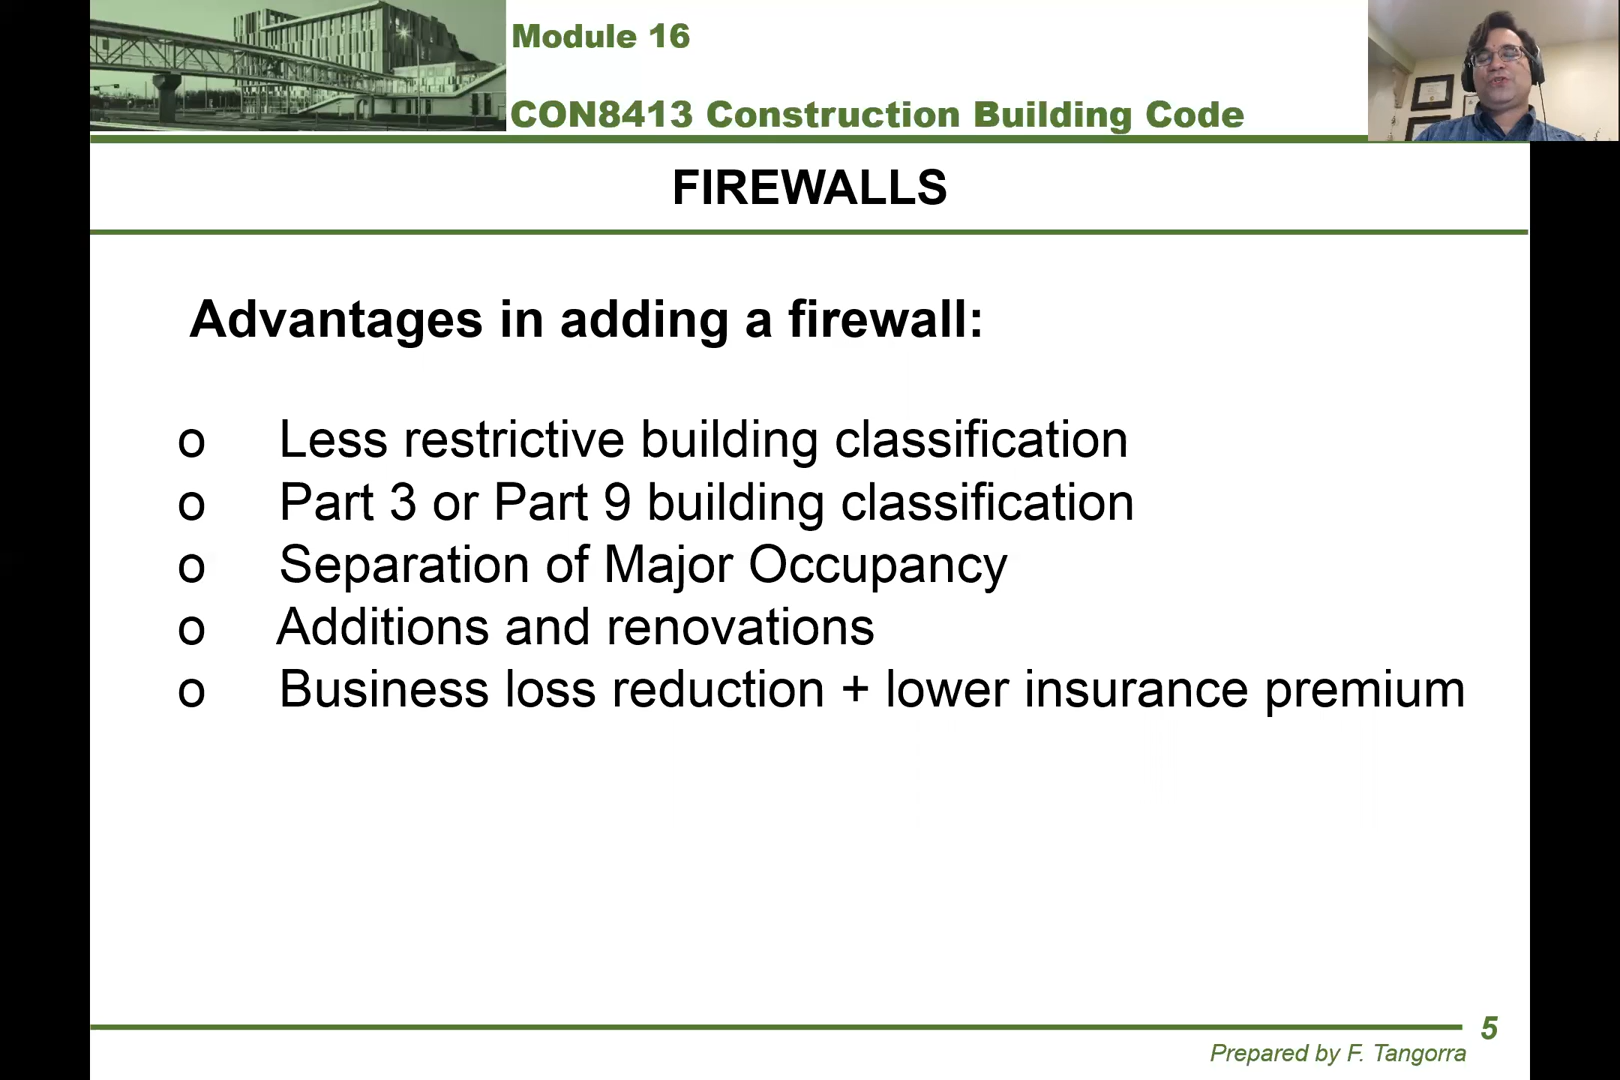 Module 16
CON8413 Construction Building Code
FIREWALLS
Advantages in adding a firewall:
o Less restrictive building classification
o Part 3 or Part 9 building classification
o Separation of Major Occupancy
o Additions and renovations
o Business loss reduction + lower insurance premium
5
Prepared by F. Tangorra